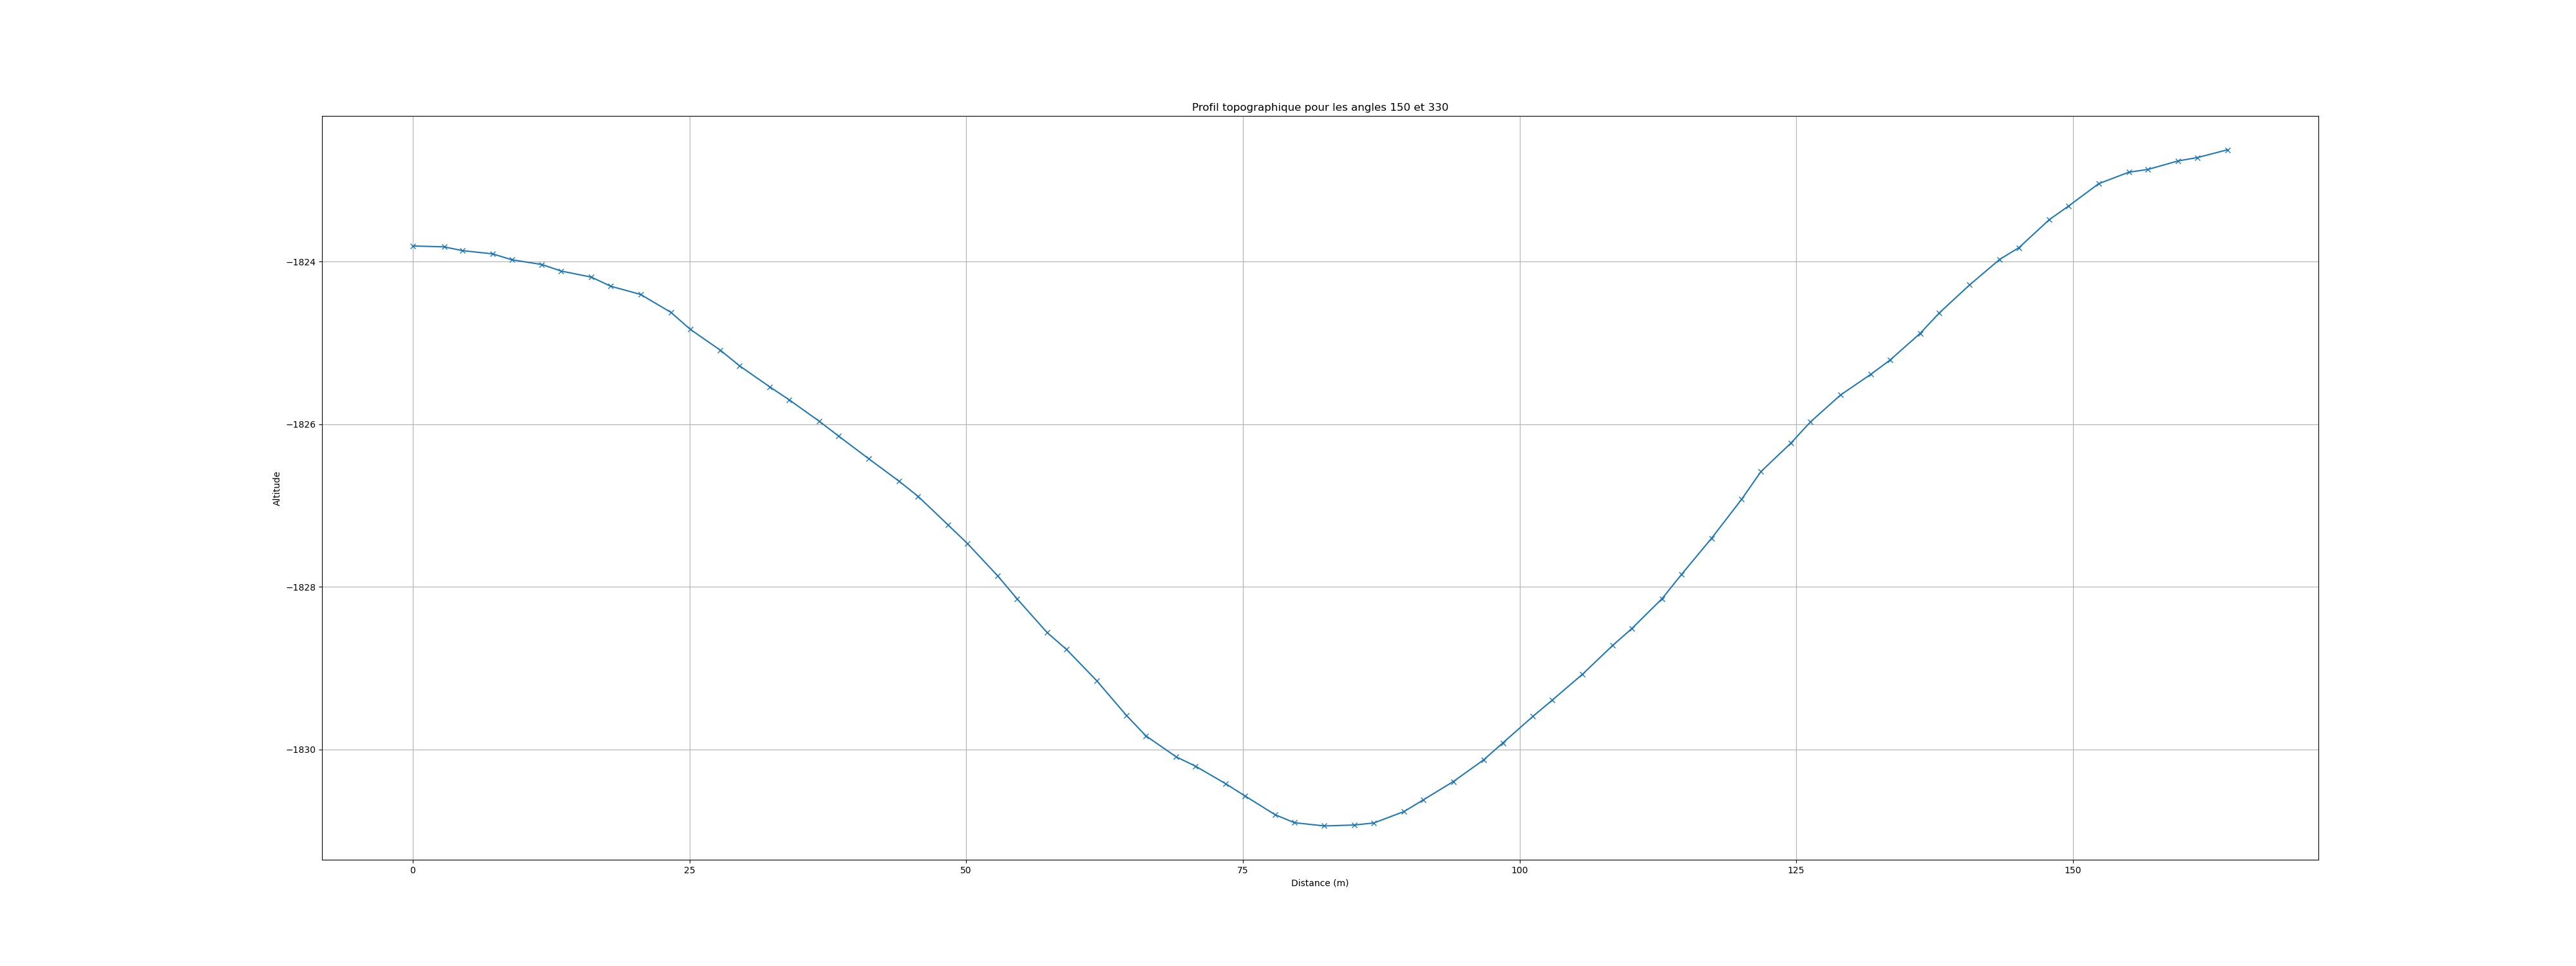 Profil topographique pour les angles 150 et 330
Altitude
−1824
−1826
−1828
−1830
0 25 50 75 100 125 150
Distance (m)